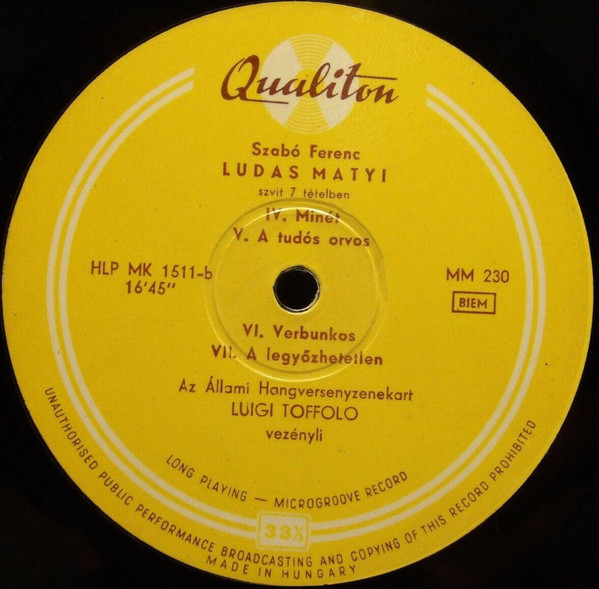 Qualiton
Szabó Ferenc
LUDAS MATYI
szvit 7 tételben
IV. Minét
V. A tudós orvos
HLP MK 1511-b
16'45"
MM 230
BIEM
VI. Verbunkos
VII. A legyőzhetetlen
Az Állami Hangversenyzenekart
LUIGI TOFFOLO
vezényli
LONG PLAYING — MICROGROOVE RECORD
33⅓
UNAUTHORISED PUBLIC PERFORMANCE BROADCASTING AND COPYING OF THIS RECORD PROHIBITED
MADE IN HUNGARY